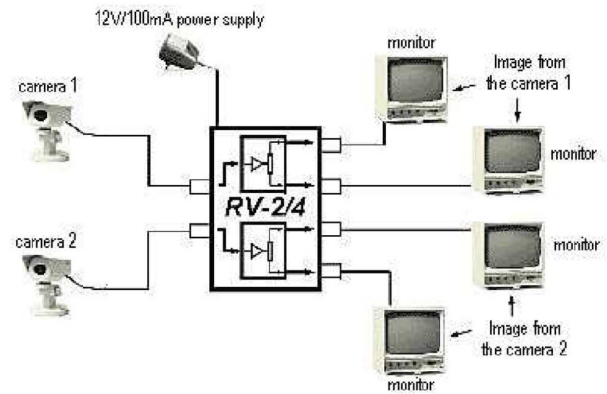 12V/100mA power supply
monitor
Image from
the camera 1
camera 1
monitor
RV-2/4
camera 2
monitor
Image from
the camera 2
monitor